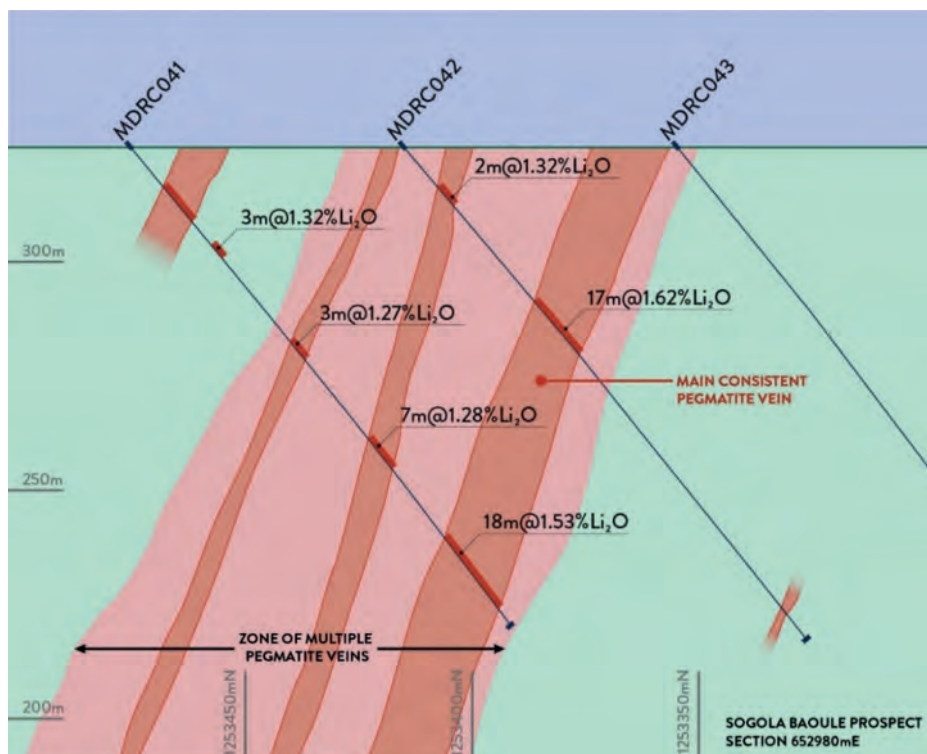 MDRC041
MDRC042
MDRC043
2m@1.32%Li₂O
3m@1.32%Li₂O
300m
17m@1.62%Li₂O
3m@1.27%Li₂O
MAIN CONSISTENT
PEGMATITE VEIN
7m@1.28%Li₂O
250m
18m@1.53%Li₂O
ZONE OF MULTIPLE
PEGMATITE VEINS
1253450mN
1253400mN
1253350mN
200m
SOGOLA BAOULE PROSPECT
SECTION 652980mE